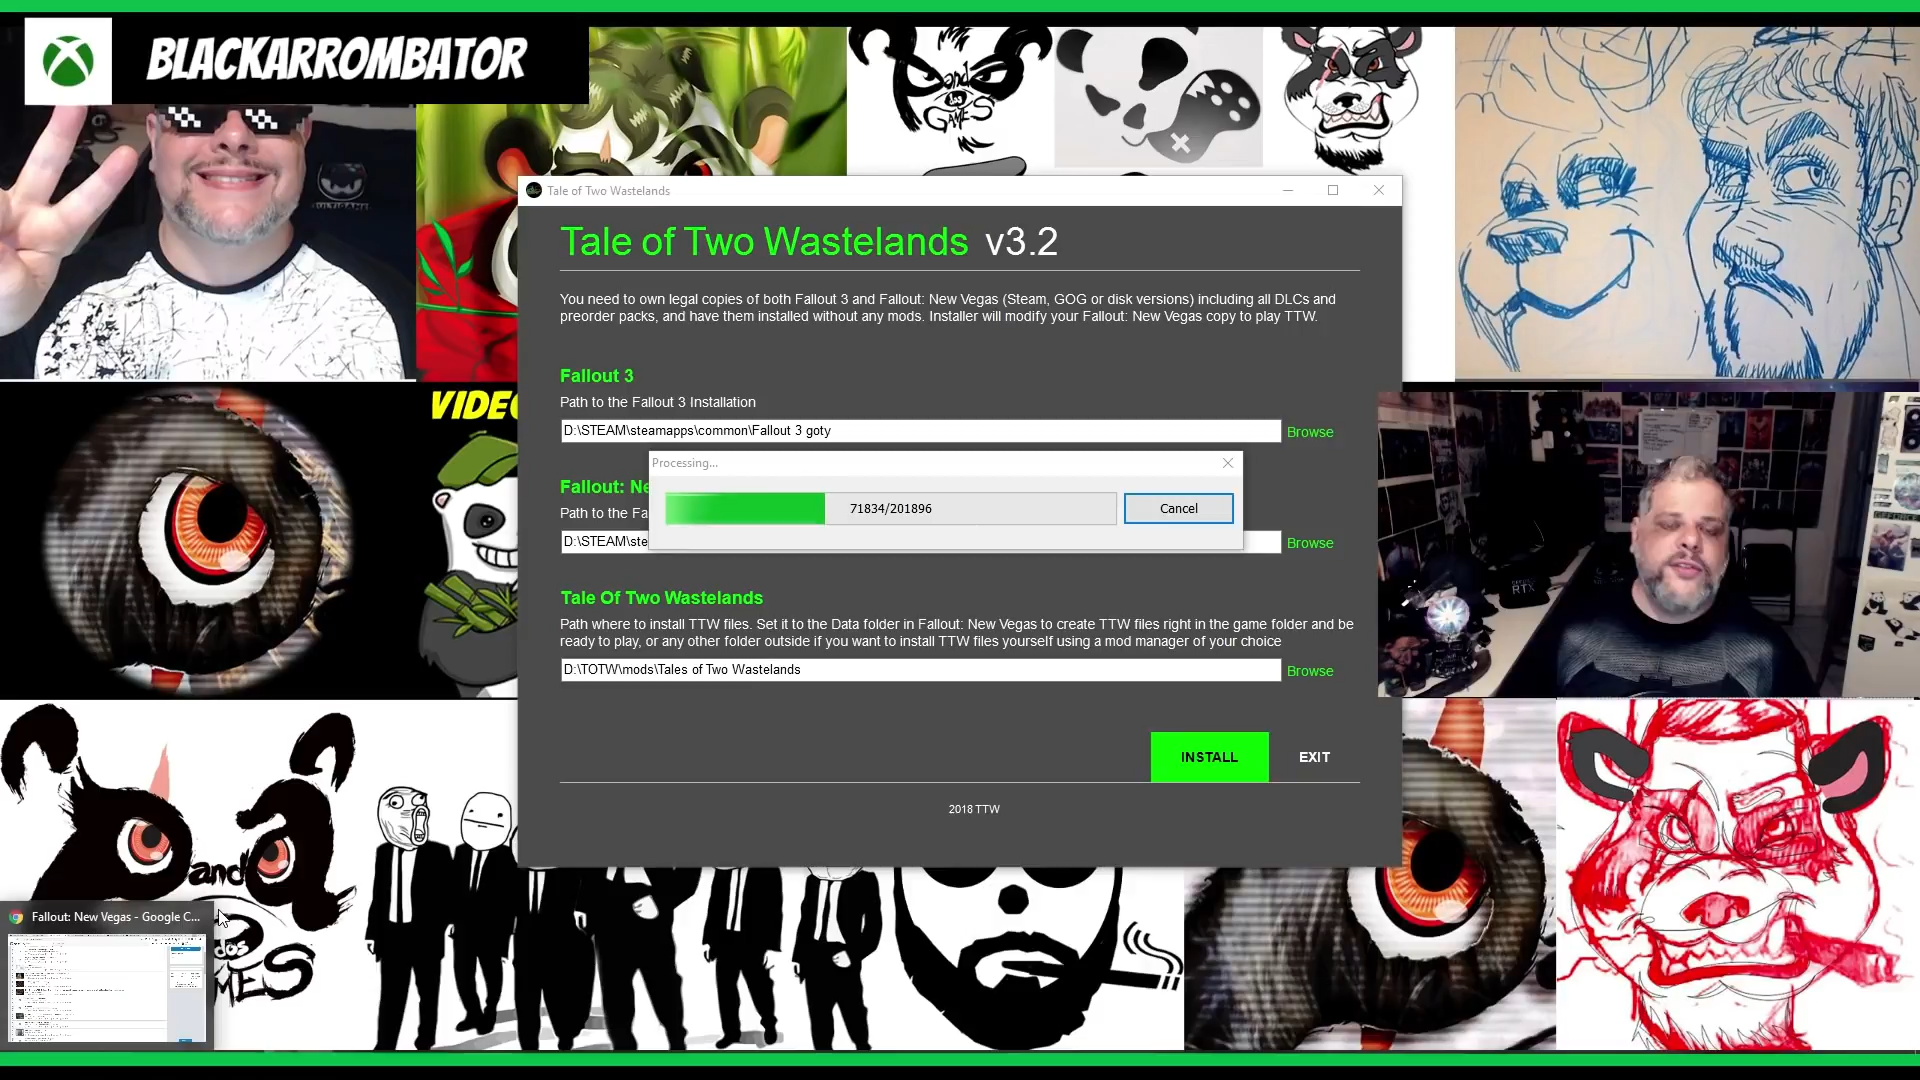 BLACKARROMBATOR
and
dos
GAMES
Tale of Two Wastelands
Tale of Two Wastelands v3.2
You need to own legal copies of both Fallout 3 and Fallout: New Vegas (Steam, GOG or disk versions) including all DLCs and
preorder packs, and have them installed without any mods. Installer will modify your Fallout: New Vegas copy to play TTW.
Fallout 3
Path to the Fallout 3 Installation
D:\STEAM\steamapps\common\Fallout 3 goty
Browse
Processing...
71834/201896
Cancel
Fallout: Ne
Path to the Fa
D:\STEAM\ste
Browse
Tale Of Two Wastelands
Path where to install TTW files. Set it to the Data folder in Fallout: New Vegas to create TTW files right in the game folder and be
ready to play, or any other folder outside if you want to install TTW files yourself using a mod manager of your choice
D:\TOTW\mods\Tales of Two Wastelands
Browse
INSTALL
EXIT
2018 TTW
RTX
and
dos
Fallout: New Vegas - Google C...